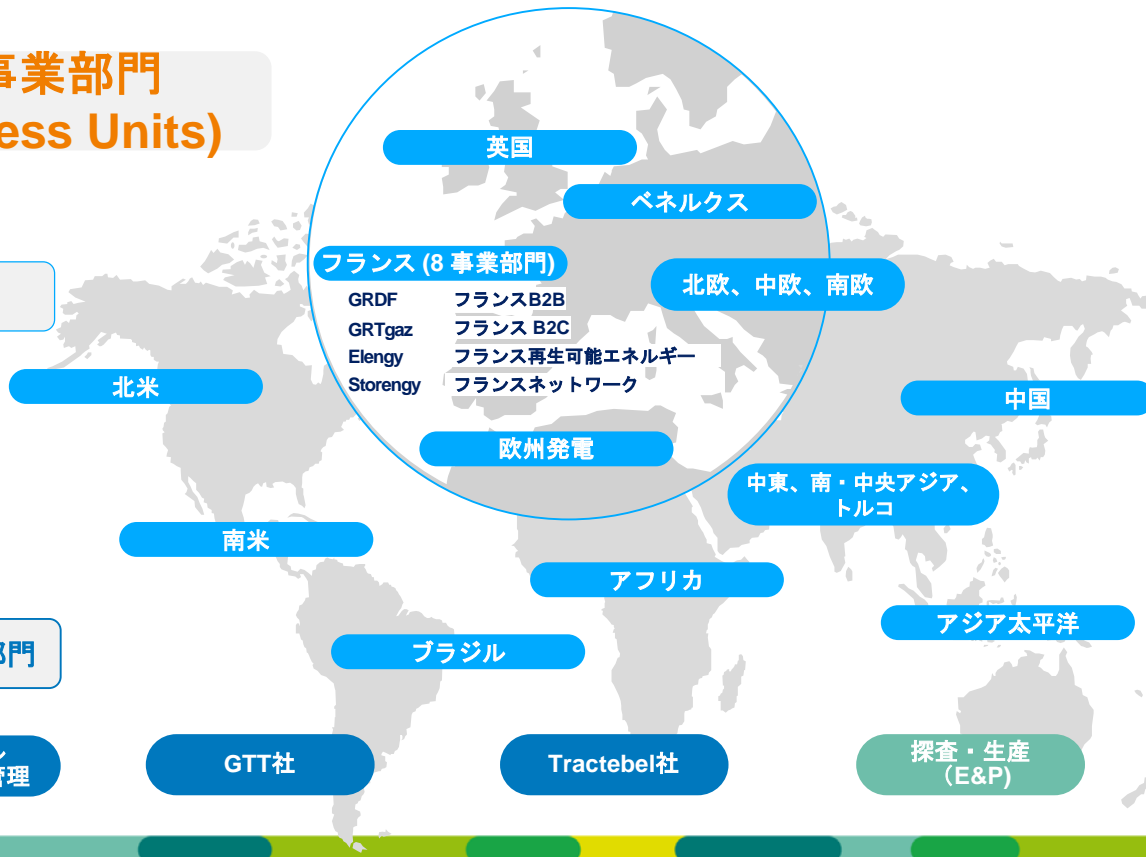 事業部門
ess Units)
英国
ベネルクス
フランス (8 事業部門)
北欧、中欧、南欧
GRDF フランスB2B
GRTgaz フランス B2C
Elengy フランス再生可能エネルギー
Storengy フランスネットワーク
北米
中国
欧州発電
中東、南・中央アジア、
トルコ
南米
アフリカ
アジア太平洋
部門
ブラジル
管理
GTT社
Tractebel社
探査・生産
（E&P)